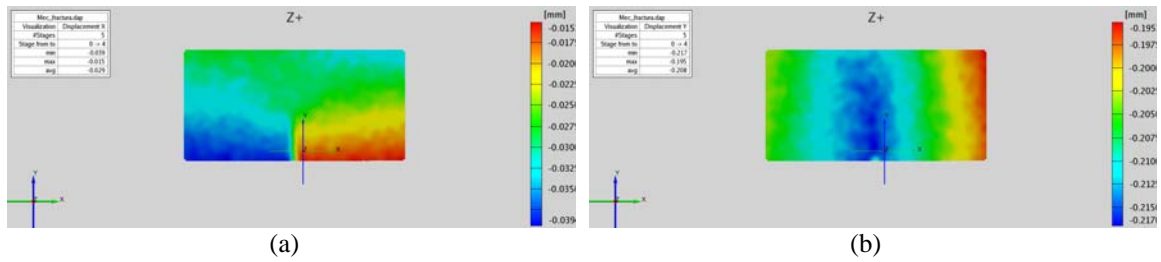 Mec_fractura.dap
Visualization Displacement X
#Stages 5
Stage from to 0 -> 4
min -0.039
max -0.015
avg -0.029
Z+
[mm]
-0.015
-0.0175
-0.0200
-0.0225
-0.0250
-0.0275
-0.0300
-0.0325
-0.0350
-0.039
Y
Z
X
Y
Z
X
(a)
Mec_fractura.dap
Visualization Displacement Y
#Stages 5
Stage from to 0 -> 4
min -0.217
max -0.195
avg -0.208
Z+
[mm]
-0.195
-0.2000
-0.2025
-0.2050
-0.2075
-0.2100
-0.2125
-0.2150
-0.2170
Y
Z
X
Y
Z
X
(b)